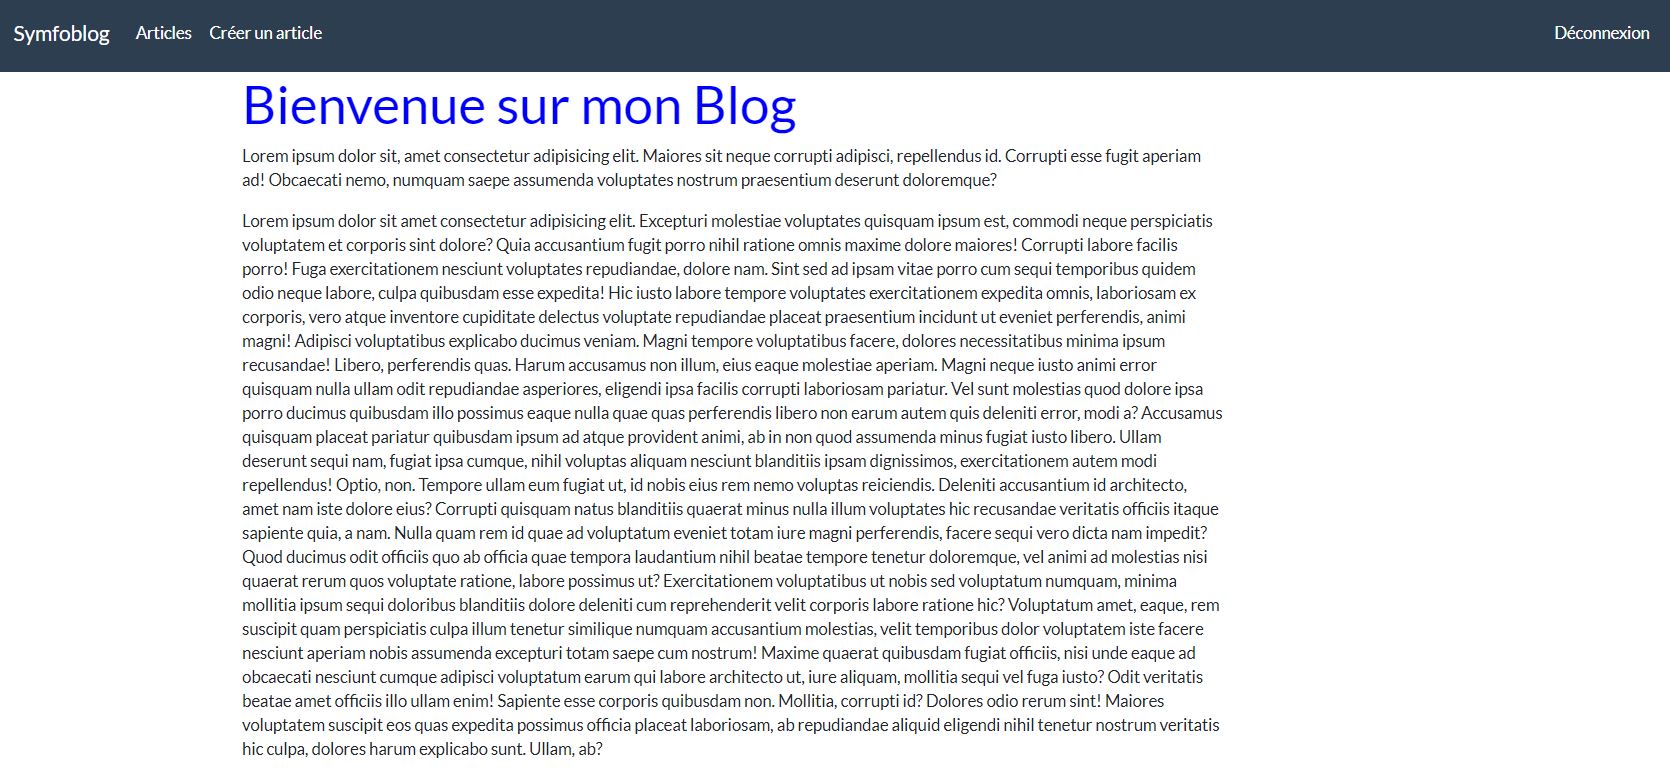 Symfoblog Articles Créer un article Déconnexion
Bienvenue sur mon Blog
Lorem ipsum dolor sit, amet consectetur adipisicing elit. Maiores sit neque corrupti adipisci, repellendus id. Corrupti esse fugit aperiam
ad! Obcaecati nemo, numquam saepe assumenda voluptates nostrum praesentium deserunt doloremque?
Lorem ipsum dolor sit amet consectetur adipisicing elit. Excepturi molestiae voluptates quisquam ipsum est, commodi neque perspiciatis
voluptatem et corporis sint dolore? Quia accusantium fugit porro nihil ratione omnis maxime dolore maiores! Corrupti labore facilis
porro! Fuga exercitationem nesciunt voluptates repudiandae, dolore nam. Sint sed ad ipsam vitae porro cum sequi temporibus quidem
odio neque labore, culpa quibusdam esse expedita! Hic iusto labore tempore voluptates exercitationem expedita omnis, laboriosam ex
corporis, vero atque inventore cupiditate delectus voluptate repudiandae placeat praesentium incidunt ut eveniet perferendis, animi
magni! Adipisci voluptatibus explicabo ducimus veniam. Magni tempore voluptatibus facere, dolores necessitatibus minima ipsum
recusandae! Libero, perferendis quas. Harum accusamus non illum, eius eaque molestiae aperiam. Magni neque iusto animi error
quisquam nulla ullam odit repudiandae asperiores, eligendi ipsa facilis corrupti laboriosam pariatur. Vel sunt molestias quod dolore ipsa
porro ducimus quibusdam illo possimus eaque nulla quae quas perferendis libero non earum autem quis deleniti error, modi a? Accusamus
quisquam placeat pariatur quibusdam ipsum ad atque provident animi, ab in non quod assumenda minus fugiat iusto libero. Ullam
deserunt sequi nam, fugiat ipsa cumque, nihil voluptas aliquam nesciunt blanditiis ipsam dignissimos, exercitationem autem modi
repellendus! Optio, non. Tempore ullam eum fugiat ut, id nobis eius rem nemo voluptas reiciendis. Deleniti accusantium id architecto,
amet nam iste dolore eius? Corrupti quisquam natus blanditiis quaerat minus nulla illum voluptates hic recusandae veritatis officiis itaque
sapiente quia, a nam. Nulla quam rem id quae ad voluptatum eveniet totam iure magni perferendis, facere sequi vero dicta nam impedit?
Quod ducimus odit officiis quo ab officia quae tempora laudantium nihil beatae tempore tenetur doloremque, vel animi ad molestias nisi
quaerat rerum quos voluptate ratione, labore possimus ut? Exercitationem voluptatibus ut nobis sed voluptatum numquam, minima
mollitia ipsum sequi doloribus blanditiis dolore deleniti cum reprehenderit velit corporis labore ratione hic? Voluptatum amet, eaque, rem
suscipit quam perspiciatis culpa illum tenetur similique numquam accusantium molestias, velit temporibus dolor voluptatem iste facere
nesciunt aperiam nobis assumenda excepturi totam saepe cum nostrum! Maxime quaerat quibusdam fugiat officiis, nisi unde eaque ad
obcaecati nesciunt cumque adipisci voluptatum earum qui labore architecto ut, iure aliquam, mollitia sequi vel fuga iusto? Odit veritatis
beatae amet officiis illo ullam enim! Sapiente esse corporis quibusdam non. Mollitia, corrupti id? Dolores odio rerum sint! Maiores
voluptatem suscipit eos quas expedita possimus officia placeat laboriosam, ab repudiandae aliquid eligendi nihil tenetur nostrum veritatis
hic culpa, dolores harum explicabo sunt. Ullam, ab?